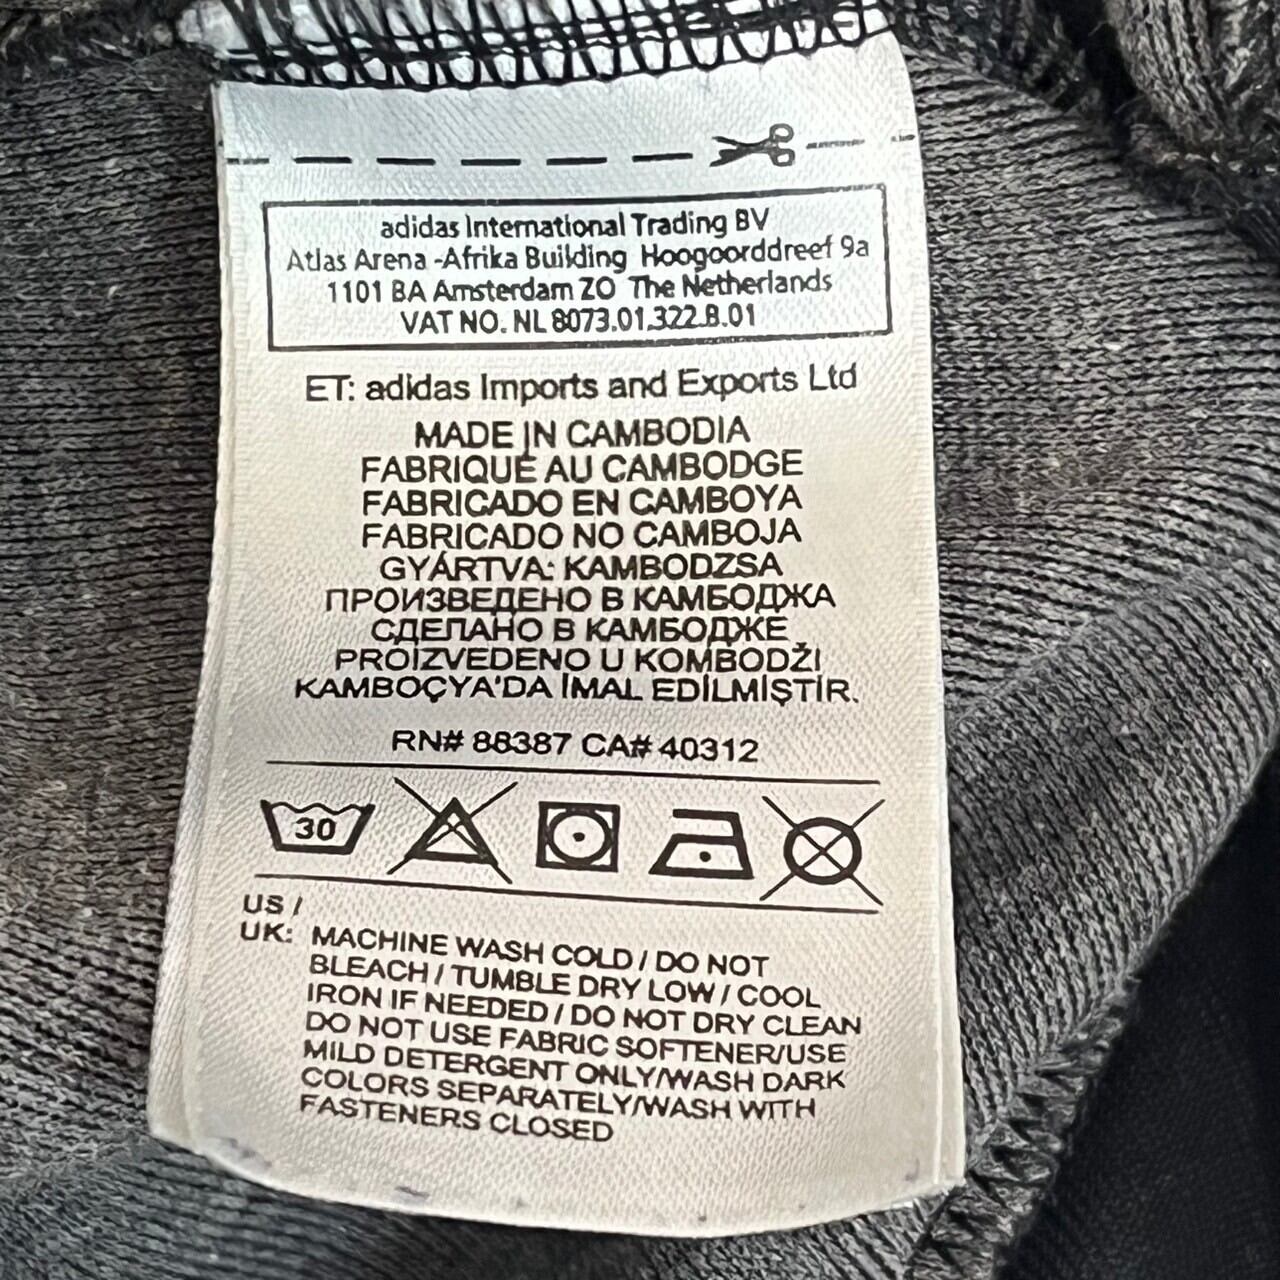 adidas International Trading BV
Atlas Arena -Afrika Building Hoogoorddreef 9a
1101 BA Amsterdam ZO The Netherlands
VAT NO. NL 8073.01.322.B.01
ET: adidas Imports and Exports Ltd
MADE IN CAMBODIA
FABRIQUÉ AU CAMBODGE
FABRICADO EN CAMBOYA
FABRICADO NO CAMBOJA
GYÁRTVA: KAMBODZSA
ПРОИЗВЕДЕНО В КАМБОДЖА
СДЕЛАНО В КАМБОДЖЕ
PROIZVEDENO U KOMBODŽI
KAMBOÇYA'DA İMAL EDİLMİŞTİR.
RN# 88387 CA# 40312
30
US /
UK: MACHINE WASH COLD / DO NOT
BLEACH / TUMBLE DRY LOW / COOL
IRON IF NEEDED / DO NOT DRY CLEAN
DO NOT USE FABRIC SOFTENER/USE
MILD DETERGENT ONLY/WASH DARK
COLORS SEPARATELY/WASH WITH
FASTENERS CLOSED